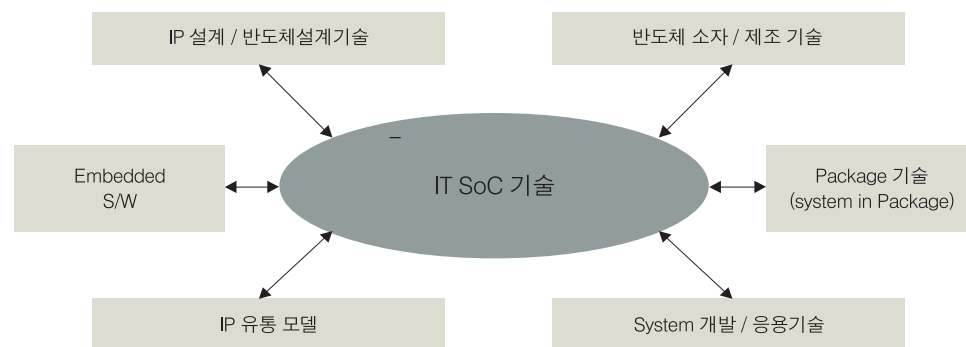 IP 설계 / 반도체설계기술
반도체 소자 / 제조 기술
Embedded
S/W
IT SoC 기술
Package 기술
(system in Package)
IP 유통 모델
System 개발 / 응용기술